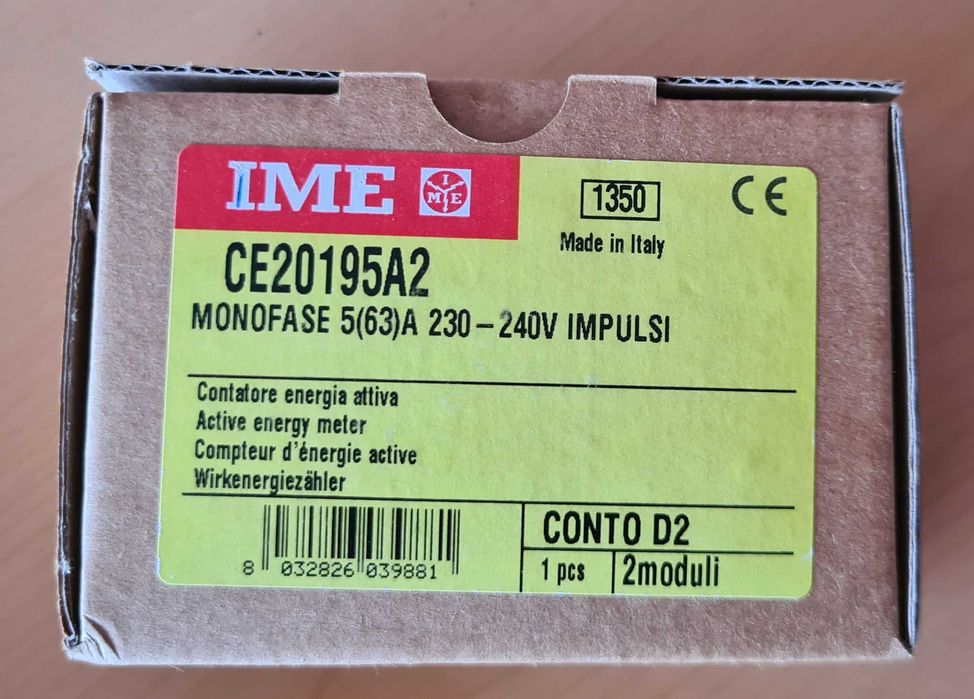 IME
I
M E
1350
CE
Made in Italy
CE20195A2
MONOFASE 5(63)A 230-240V IMPULSI
Contatore energia attiva
Active energy meter
Compteur d'énergie active
Wirkenergiezähler
8 032826 039881
CONTO D2
1 pcs
2moduli